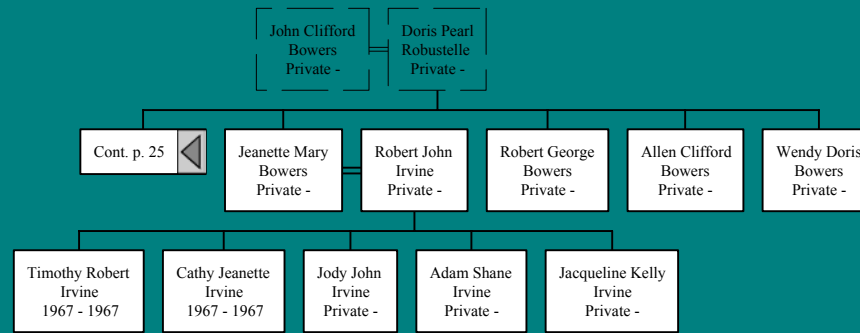 John Clifford
Bowers
Private -
Doris Pearl
Robustelle
Private -
Cont. p. 25
Jeanette Mary
Bowers
Private -
Robert John
Irvine
Private -
Robert George
Bowers
Private -
Allen Clifford
Bowers
Private -
Wendy Doris
Bowers
Private -
Timothy Robert
Irvine
1967 - 1967
Cathy Jeanette
Irvine
1967 - 1967
Jody John
Irvine
Private -
Adam Shane
Irvine
Private -
Jacqueline Kelly
Irvine
Private -